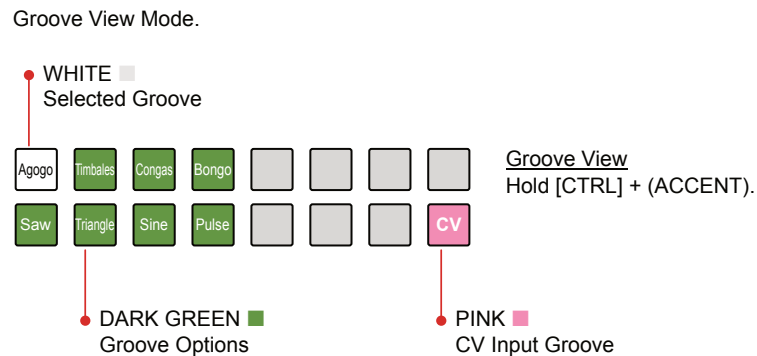 Groove View Mode.
WHITE
Selected Groove
Agogo Timbales Congas Bongo
Groove View
Hold [CTRL] + (ACCENT).
Saw Triangle Sine Pulse CV
DARK GREEN
Groove Options
PINK
CV Input Groove